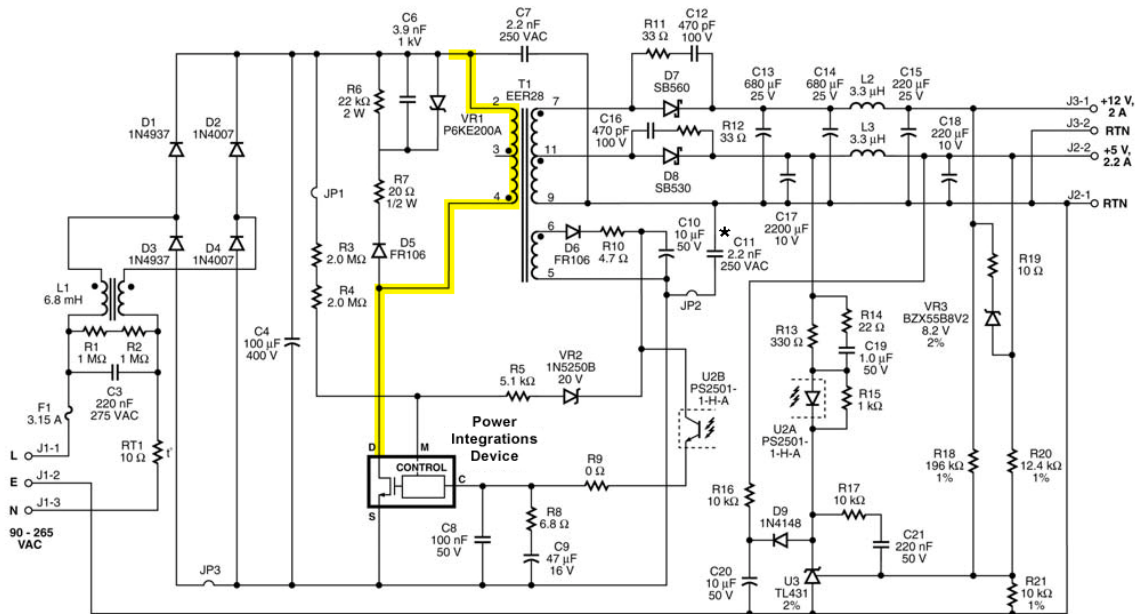 C6
3.9 nF
1 kV
C7
2.2 nF
250 VAC
R11
33 Ω
C12
470 pF
100 V
R6
22 kΩ
2 W
VR1
P6KE200A
T1
EER28
2
3
4
7
11
9
6
5
D7
SB560
C16
470 pF
100 V
R12
33 Ω
D8
SB530
C13
680 μF
25 V
C14
680 μF
25 V
L2
3.3 μH
C15
220 μF
25 V
L3
3.3 μH
C18
220 μF
10 V
J3-1
+12 V,
2 A
J3-2
RTN
J2-2
+5 V,
2.2 A
J2-1
RTN
D1
1N4937
D2
1N4007
D3
1N4937
D4
1N4007
JP1
R7
20 Ω
1/2 W
D5
FR106
R3
2.0 MΩ
R4
2.0 MΩ
D6
FR106
R10
4.7 Ω
C10
10 μF
50 V
*
C11
2.2 nF
250 VAC
JP2
C17
2200 μF
10 V
R19
10 Ω
VR3
BZX55B8V2
8.2 V
2%
L1
6.8 mH
R1
1 MΩ
R2
1 MΩ
C3
220 nF
275 VAC
C4
100 μF
400 V
R13
330 Ω
R14
22 Ω
C19
1.0 μF
50 V
R15
1 kΩ
U2A
PS2501-
1-H-A
R5
5.1 kΩ
VR2
1N5250B
20 V
U2B
PS2501-
1-H-A
F1
3.15 A
RT1
10 Ω
t°
L
J1-1
E
J1-2
N
J1-3
90 - 265
VAC
Power
Integrations
Device
D
M
CONTROL
C
S
R9
0 Ω
C8
100 nF
50 V
R8
6.8 Ω
C9
47 μF
16 V
JP3
R16
10 kΩ
R17
10 kΩ
D9
1N4148
C21
220 nF
50 V
C20
10 μF
50 V
U3
TL431
2%
R18
196 kΩ
1%
R20
12.4 kΩ
1%
R21
10 kΩ
1%